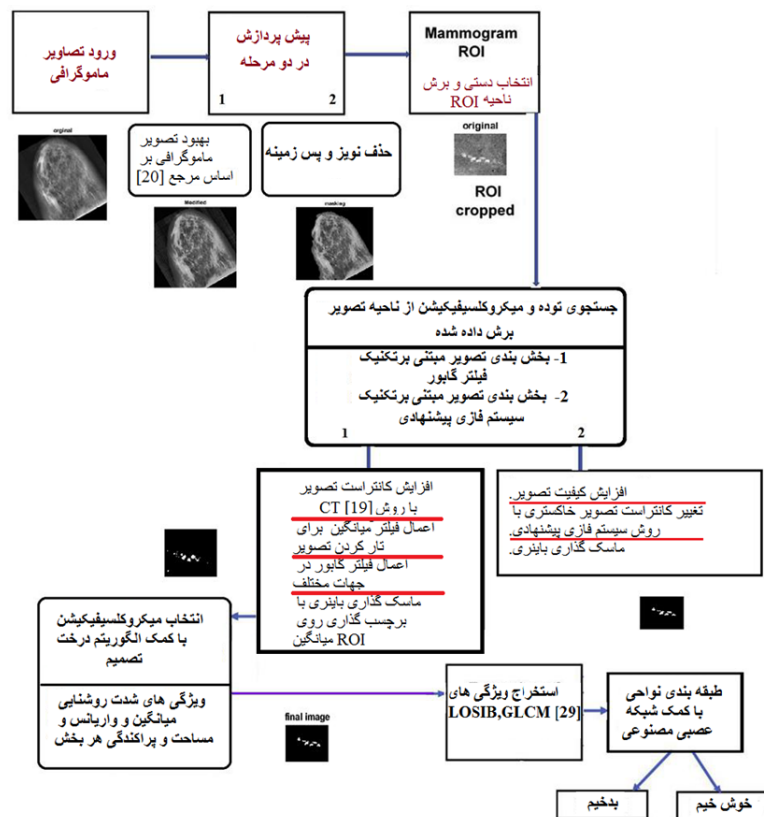 ورود تصاویر
ماموگرافی
پیش پردازش
در دو مرحله
1
2
Mammogram
ROI
انتخاب دستی و برش
ناحیه ROI
orginal
بهبود تصویر
ماموگرافی بر
اساس مرجع [20]
Modified
حذف نویز و پس زمینه
masking
original
ROI
cropped
جستجوی توده و میکروکلسیفیکیشن از ناحیه تصویر
برش داده شده
1- بخش بندی تصویر مبتنی برتکنیک
فیلتر گابور
2- بخش بندی تصویر مبتنی برتکنیک
سیستم فازی پیشنهادی
1
2
افزایش کانتراست تصویر
با روش CT [19]
اعمال فیلتر میانگین برای
تار کردن تصویر
اعمال فیلتر گابور در
جهات مختلف
ماسک گذاری باینری با
برچسب گذاری روی
میانگین ROI
افزایش کیفیت تصویر.
تغییر کانتراست تصویر خاکستری با
روش سیستم فازی پیشنهادی.
ماسک گذاری باینری.
انتخاب میکروکلسیفیکیشن
با کمک الگوریتم درخت
تصمیم
ویژگی های شدت روشنایی
میانگین و واریانس و
مساحت و پراکندگی هر بخش
final image
استخراج ویژگی های
LOSIB,GLCM [29]
طبقه بندی نواحی
با کمک شبکه
عصبی مصنوعی
بدخیم
خوش خیم